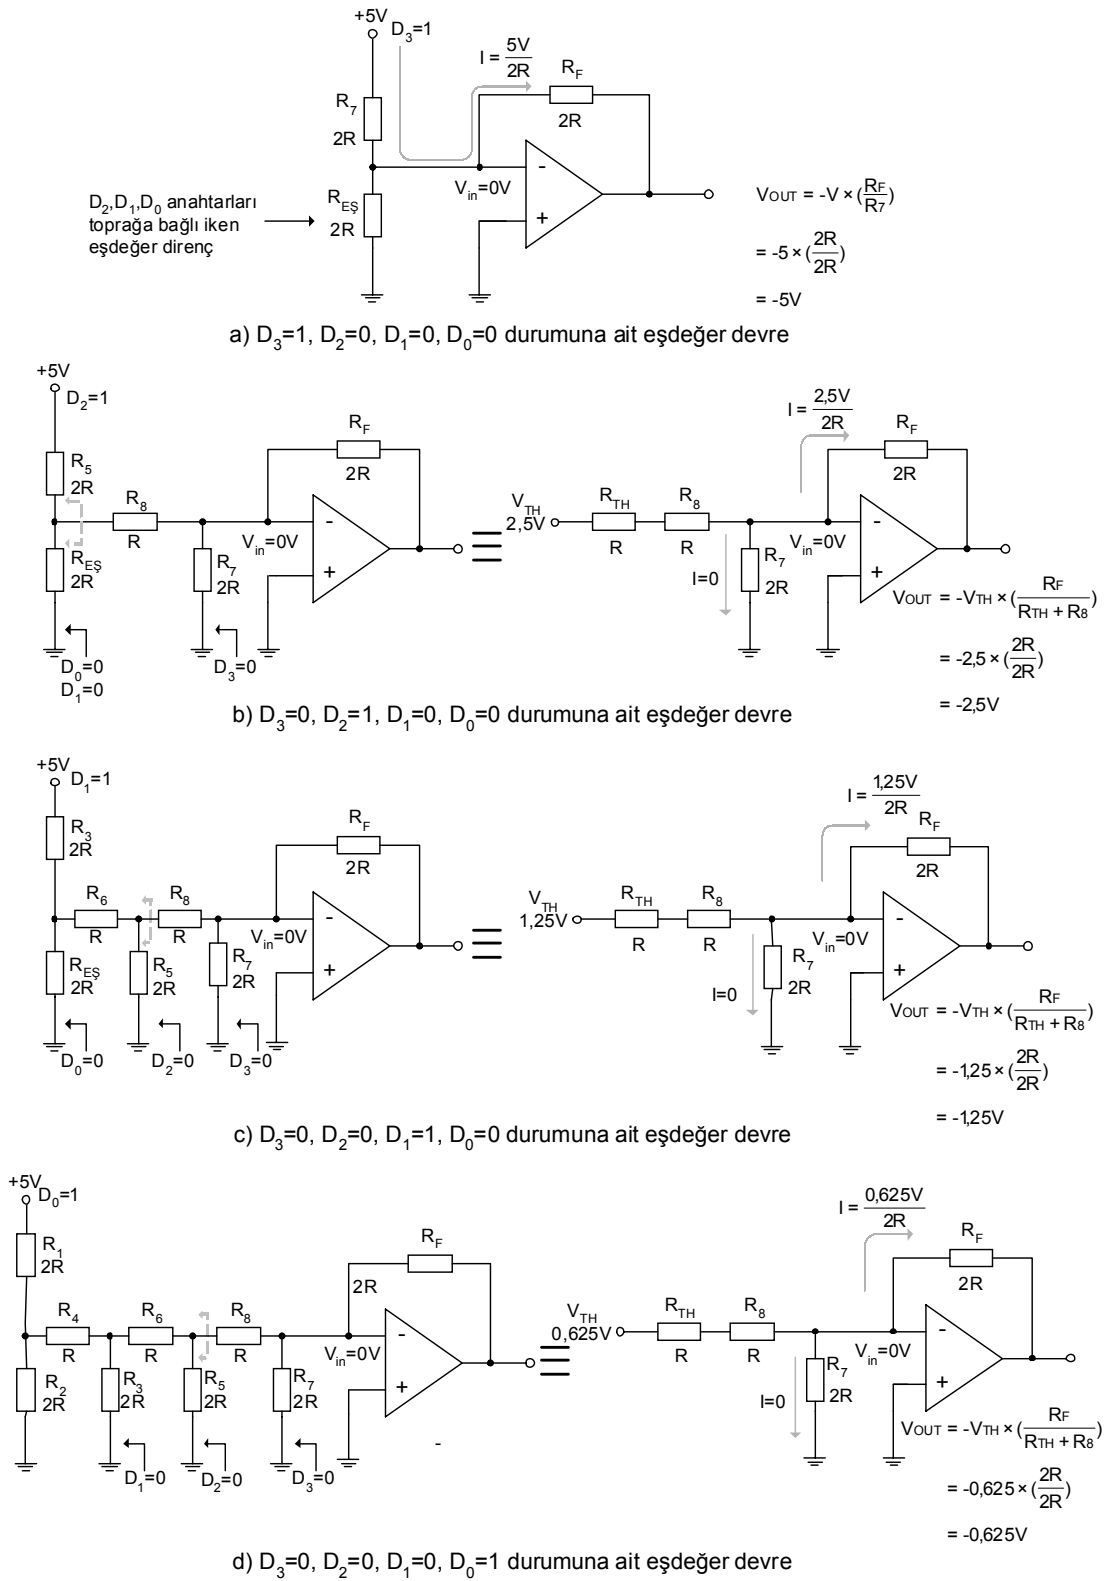 +5V
D3=1
I = 5V/2R
RF
2R
R7
2R
Vin=0V
-
+
D2,D1,D0 anahtarları
toprağa bağlı iken
eşdeğer direnç
REŞ
2R
VOUT = -V × (RF/R7)
= -5 × (2R/2R)
= -5V
a) D3=1, D2=0, D1=0, D0=0 durumuna ait eşdeğer devre
+5V
D2=1
R5
2R
R8
R
REŞ
2R
D0=0
D1=0
R7
2R
D3=0
Vin=0V
RF
2R
-
+
VTH
2,5V
RTH
R
R8
R
I=0
R7
2R
I = 2,5V/2R
RF
2R
Vin=0V
-
+
VOUT = -VTH × (RF/RTH + R8)
= -2,5 × (2R/2R)
= -2,5V
b) D3=0, D2=1, D1=0, D0=0 durumuna ait eşdeğer devre
+5V
D1=1
R3
2R
R6
R
R8
R
REŞ
2R
R5
2R
R7
2R
D0=0
D2=0
D3=0
Vin=0V
RF
2R
-
+
VTH
1,25V
RTH
R
R8
R
I=0
R7
2R
I = 1,25V/2R
RF
2R
Vin=0V
-
+
VOUT = -VTH × (RF/RTH + R8)
= -1,25 × (2R/2R)
= -1,25V
c) D3=0, D2=0, D1=1, D0=0 durumuna ait eşdeğer devre
+5V
D0=1
R1
2R
R4
R
R6
R
R8
R
R2
2R
R3
2R
R5
2R
R7
2R
D1=0
D2=0
D3=0
Vin=0V
RF
2R
-
+
-
VTH
0,625V
RTH
R
R8
R
I=0
R7
2R
I = 0,625V/2R
RF
2R
Vin=0V
-
+
VOUT = -VTH × (RF/RTH + R8)
= -0,625 × (2R/2R)
= -0,625V
d) D3=0, D2=0, D1=0, D0=1 durumuna ait eşdeğer devre